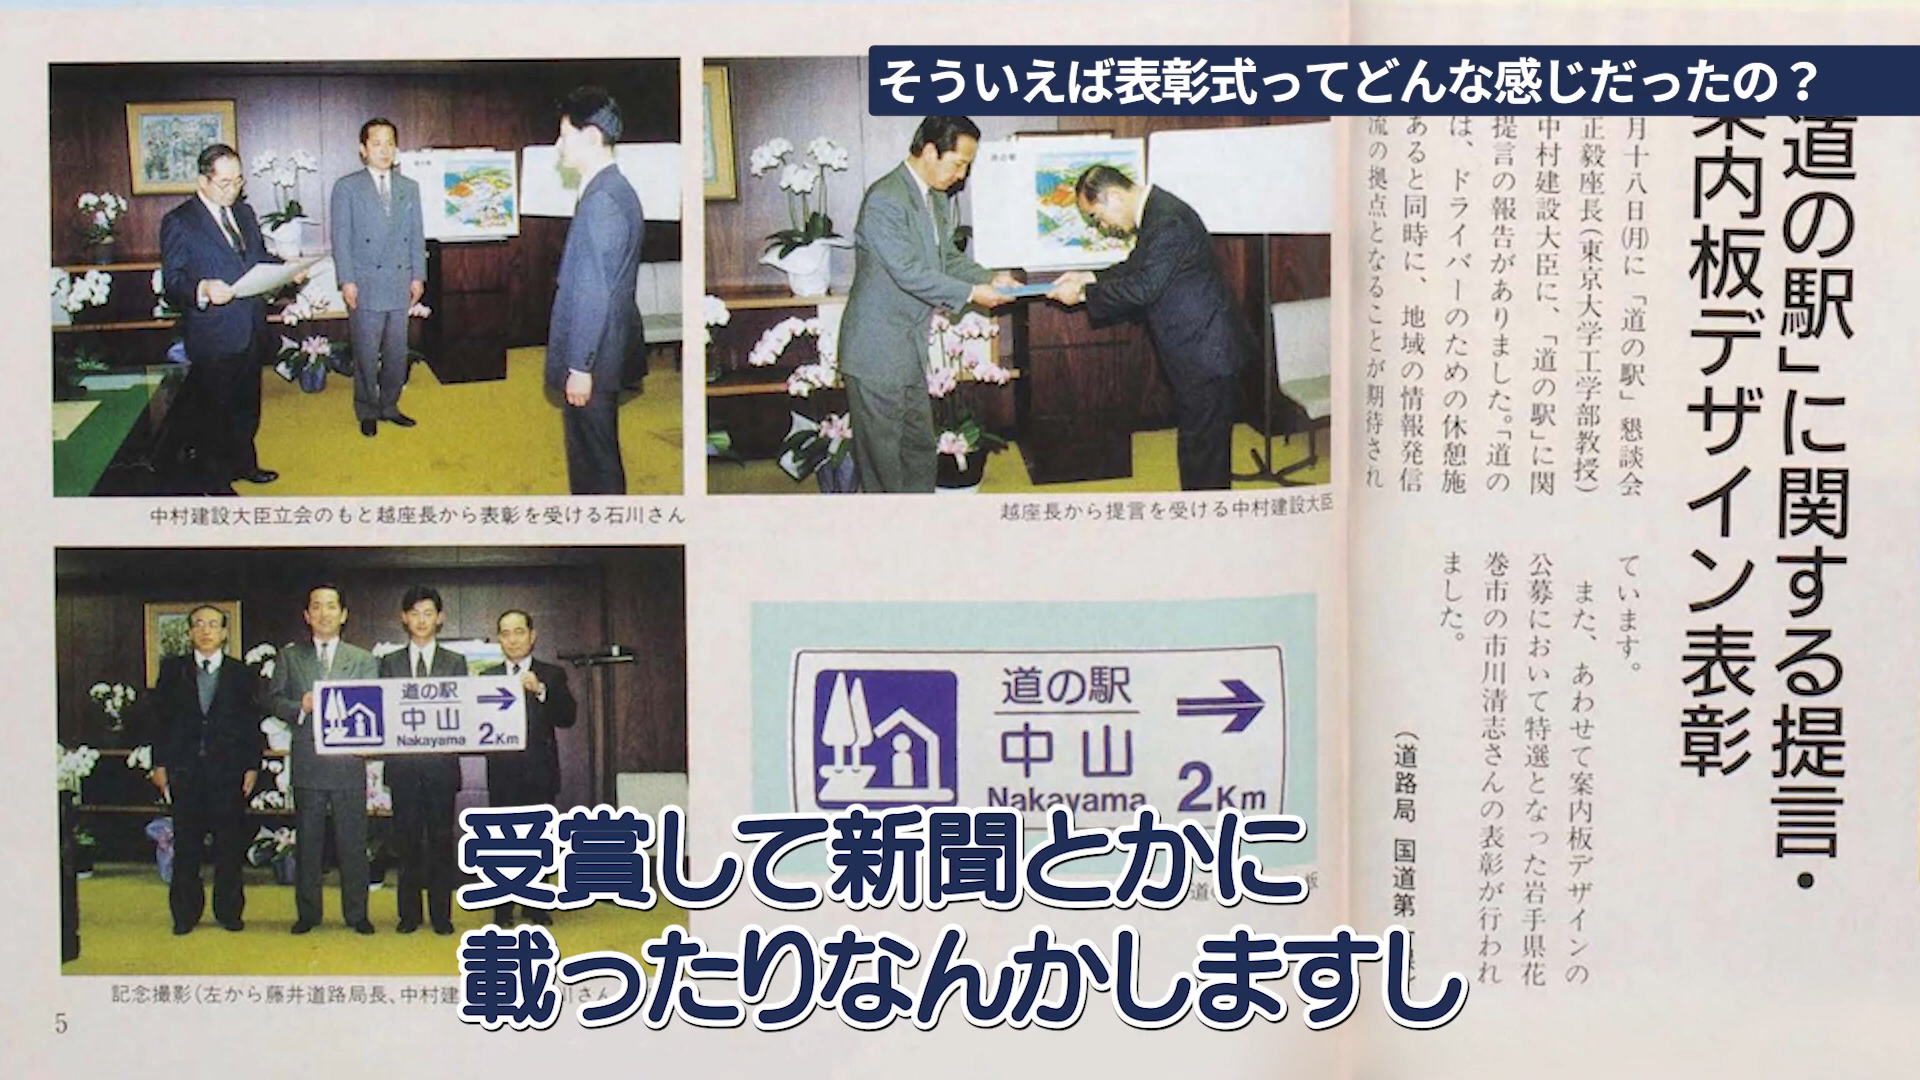 そういえば表彰式ってどんな感じだったの？
道の駅」に関する提言・
案内板デザイン表彰
月十八日(月)に「道の駅」懇談会
正毅座長(東京大学工学部教授)
中村建設大臣に、「道の駅」に関
提言の報告がありました。「道の
は、ドライバーのための休憩施
あると同時に、地域の情報発信
流の拠点となることが期待され
ています。
また、あわせて案内板デザインの
公募において特選となった岩手県花
巻市の市川清志さんの表彰が行われ
ました。
(道路局 国道第
中村建設大臣立会のもと越座長から表彰を受ける石川さん
越座長から提言を受ける中村建設大臣
道の駅
中山
Nakayama 2Km
道の駅
中山
Nakayama 2Km
記念撮影(左から藤井道路局長、中村建
5
受賞して新聞とかに
載ったりなんかしますし